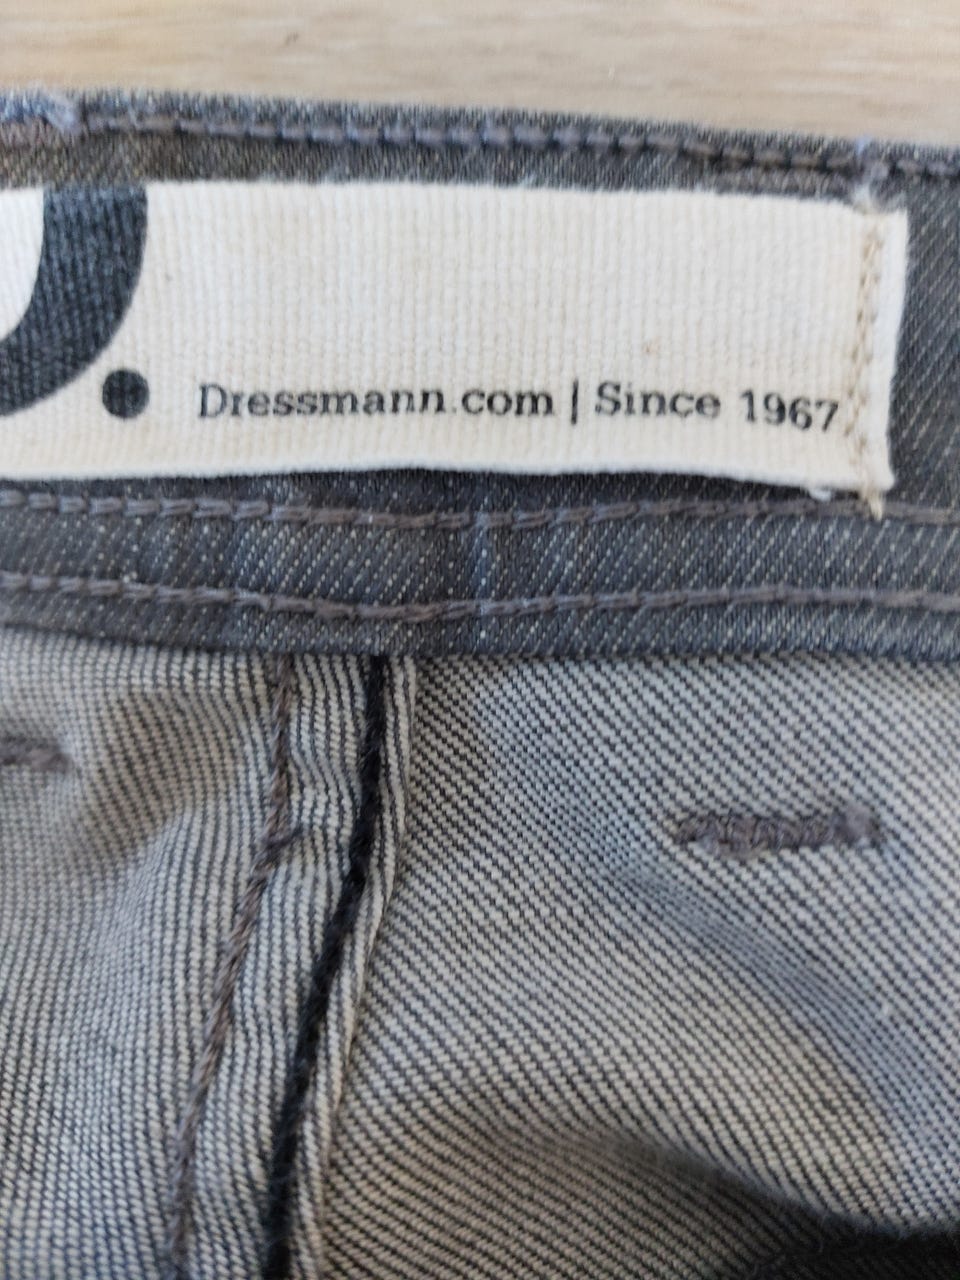 D.
Dressmann.com | Since 1967